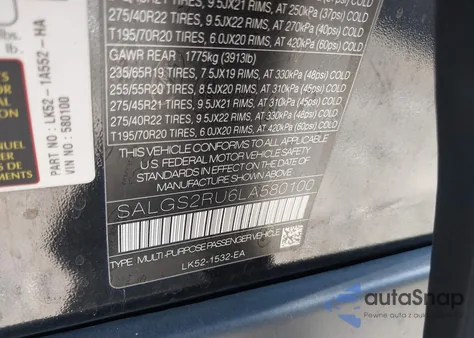 lb.
PART NO : LK52-1A552-HA
VIN NO : 580100
9.5JX21 RIMS, AT 250kPa (37psi) COLD
275/40R22 TIRES, 9.5JX22 RIMS, AT 270kPa (40psi) COLD
T195/70R20 TIRES, 6.0JX20 RIMS, AT 420kPa (60psi) COLD
GAWR REAR 1775kg (3913lb)
235/65R19 TIRES, 7.5JX19 RIMS, AT 330kPa (48psi) COLD
255/55R20 TIRES, 8.5JX20 RIMS, AT 310kPa (45psi) COLD
275/45R21 TIRES, 9.5JX21 RIMS, AT 310kPa (45psi) COLD
275/40R22 TIRES, 9.5JX22 RIMS, AT 330kPa (48psi) COLD
T195/70R20 TIRES, 6.0JX20 RIMS, AT 420kPa (60psi) COLD
THIS VEHICLE CONFORMS TO ALL APPLICABLE
U.S. FEDERAL MOTOR VEHICLE SAFETY
STANDARDS IN EFFECT ON THE DATE OF
MANUFACTURE SHOWN ABOVE
SALGS2RU6LA580100
TYPE: MULTI-PURPOSE PASSENGER VEHICLE
LK52-1532-EA
autoSnap
Pewne auto z